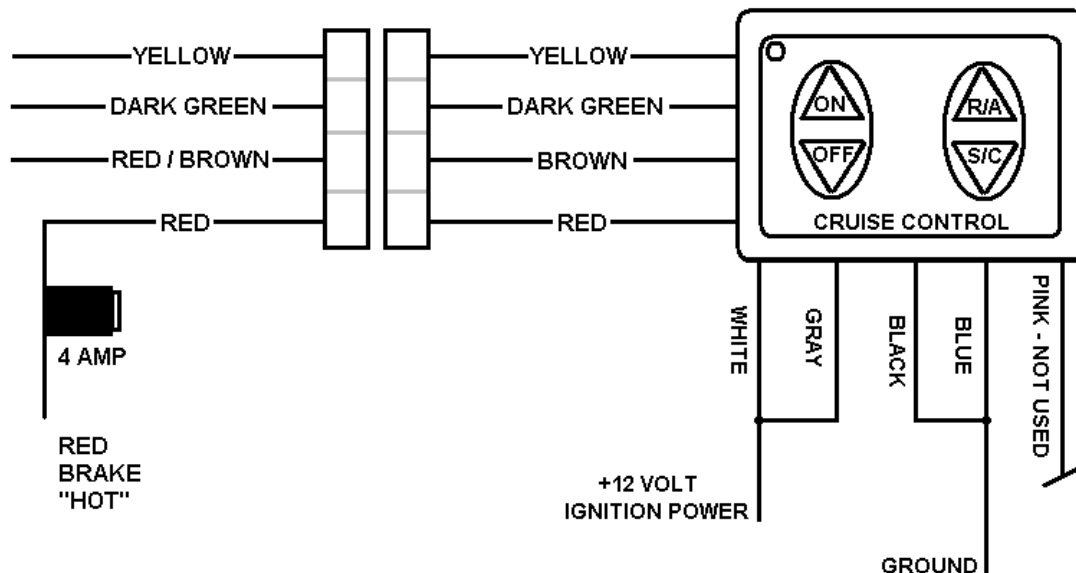 YELLOW
YELLOW
DARK GREEN
DARK GREEN
RED / BROWN
BROWN
RED
RED
ON
OFF
R/A
S/C
CRUISE CONTROL
4 AMP
RED
BRAKE
"HOT"
WHITE
GRAY
BLACK
BLUE
PINK - NOT USED
+12 VOLT
IGNITION POWER
GROUND